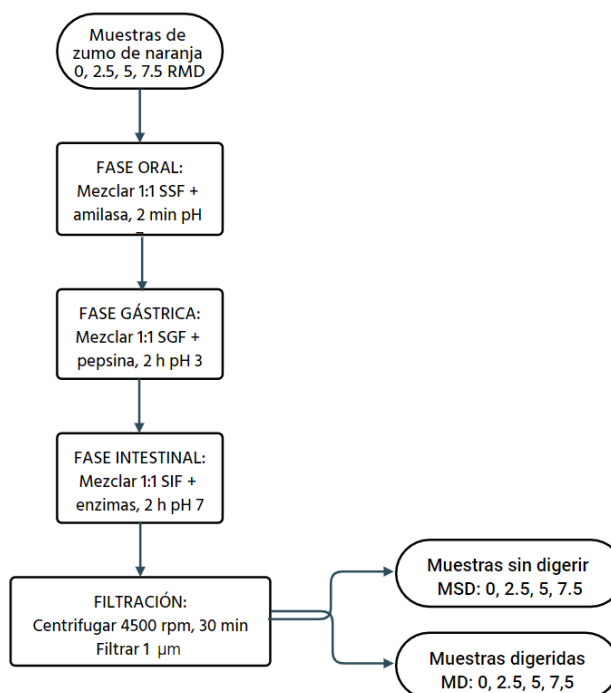 Muestras de
zumo de naranja
0, 2.5, 5, 7.5 RMD
FASE ORAL:
Mezclar 1:1 SSF +
amilasa, 2 min pH
FASE GÁSTRICA:
Mezclar 1:1 SGF +
pepsina, 2 h pH 3
FASE INTESTINAL:
Mezclar 1:1 SIF +
enzimas, 2 h pH 7
FILTRACIÓN:
Centrifugar 4500 rpm, 30 min
Filtrar 1 μm
Muestras sin digerir
MSD: 0, 2.5, 5, 7.5
Muestras digeridas
MD: 0, 2.5, 5, 7,5